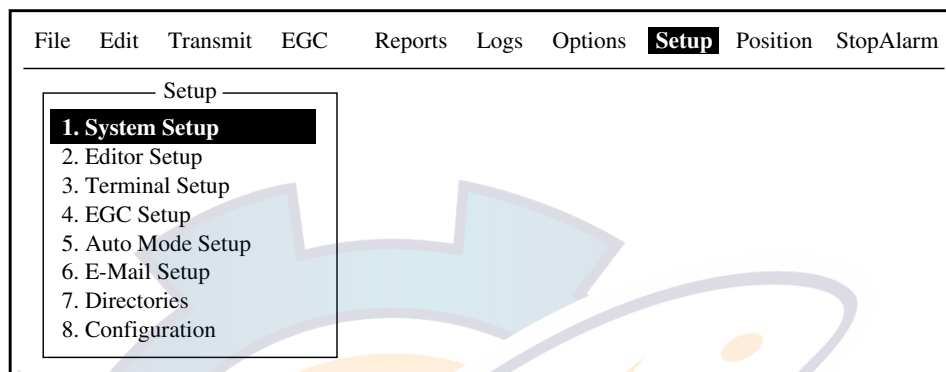 File Edit Transmit EGC Reports Logs Options Setup Position StopAlarm
Setup
1. System Setup
2. Editor Setup
3. Terminal Setup
4. EGC Setup
5. Auto Mode Setup
6. E-Mail Setup
7. Directories
8. Configuration